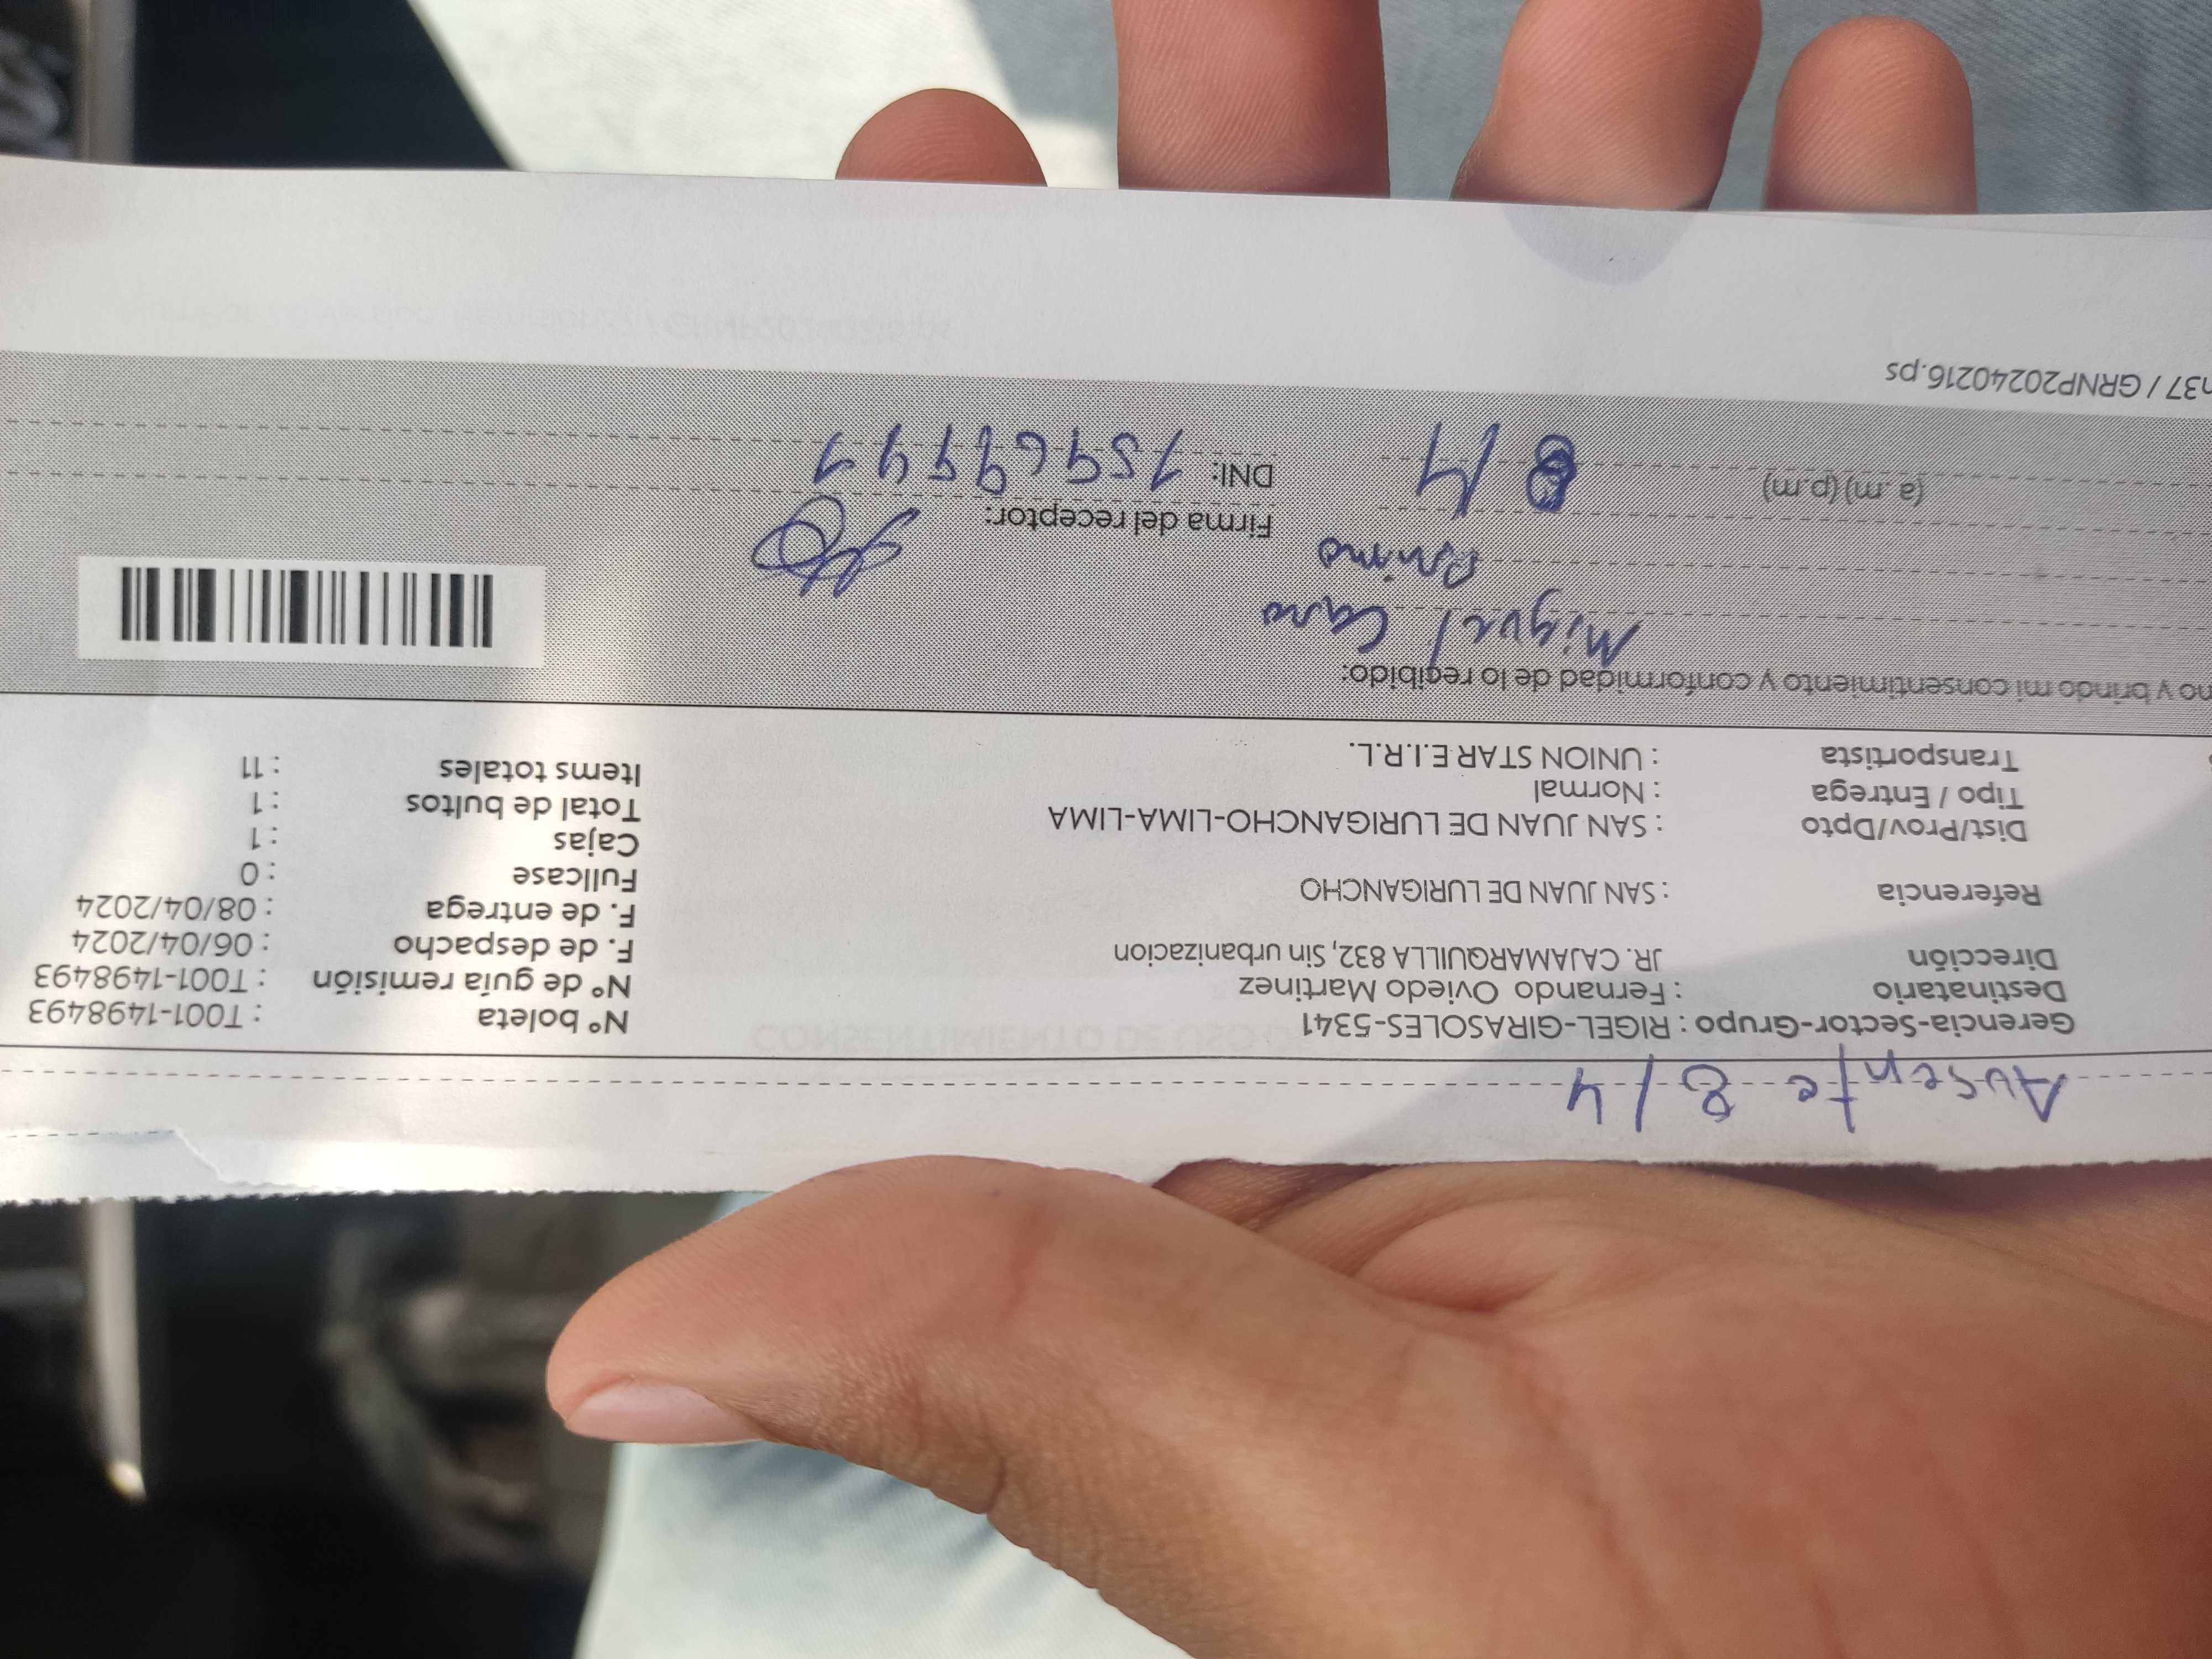 Ausente 8/4
Gerencia-Sector-Grupo : RIGEL-GIRASOLES-5341
Destinatario : Fernando Oviedo Martinez
Dirección JR. CAJAMARQUILLA 832, Sin urbanizacion
Referencia : SAN JUAN DE LURIGANCHO
Dist/Prov/Dpto : SAN JUAN DE LURIGANCHO-LIMA-LIMA
Tipo / Entrega : Normal
Transportista : UNION STAR E.I.R.L.
N° boleta : T001-1498493
N° de guía remisión : T001-1498493
F. de despacho : 06/04/2024
F. de entrega : 08/04/2024
Fullcase : 0
Cajas : 1
Total de bultos : 1
Items totales : 11
y brindo mi consentimiento y conformidad de lo recibido:
Miguel Caro
Primo
Firma del receptor:
(a. m) (p.m) 8/4
DNI:
37 / GRNP20240216.ps